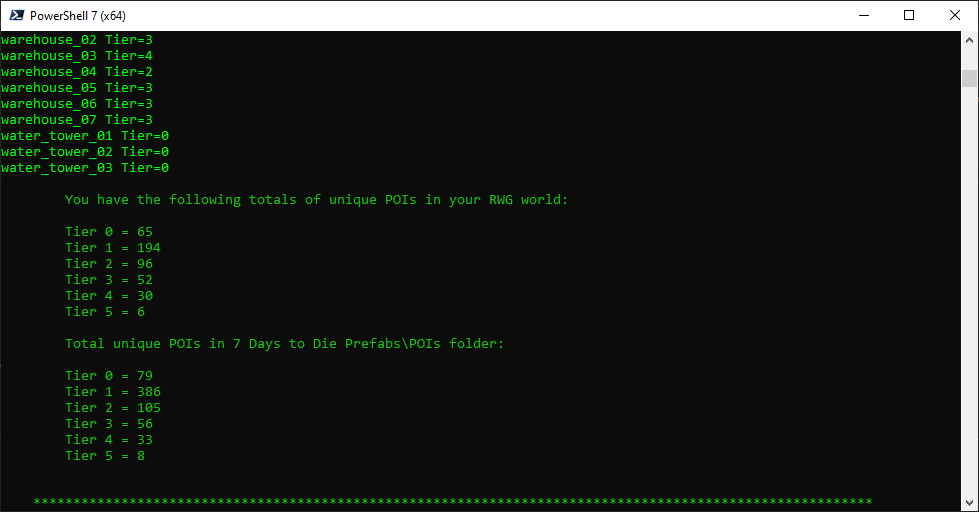 PowerShell 7 (x64)
warehouse_02 Tier=3
warehouse_03 Tier=4
warehouse_04 Tier=2
warehouse_05 Tier=3
warehouse_06 Tier=3
warehouse_07 Tier=3
water_tower_01 Tier=0
water_tower_02 Tier=0
water_tower_03 Tier=0
You have the following totals of unique POIs in your RWG world:
Tier 0 = 65
Tier 1 = 194
Tier 2 = 96
Tier 3 = 52
Tier 4 = 30
Tier 5 = 6
Total unique POIs in 7 Days to Die Prefabs\POIs folder:
Tier 0 = 79
Tier 1 = 386
Tier 2 = 105
Tier 3 = 56
Tier 4 = 33
Tier 5 = 8
*********************************************************************************************************